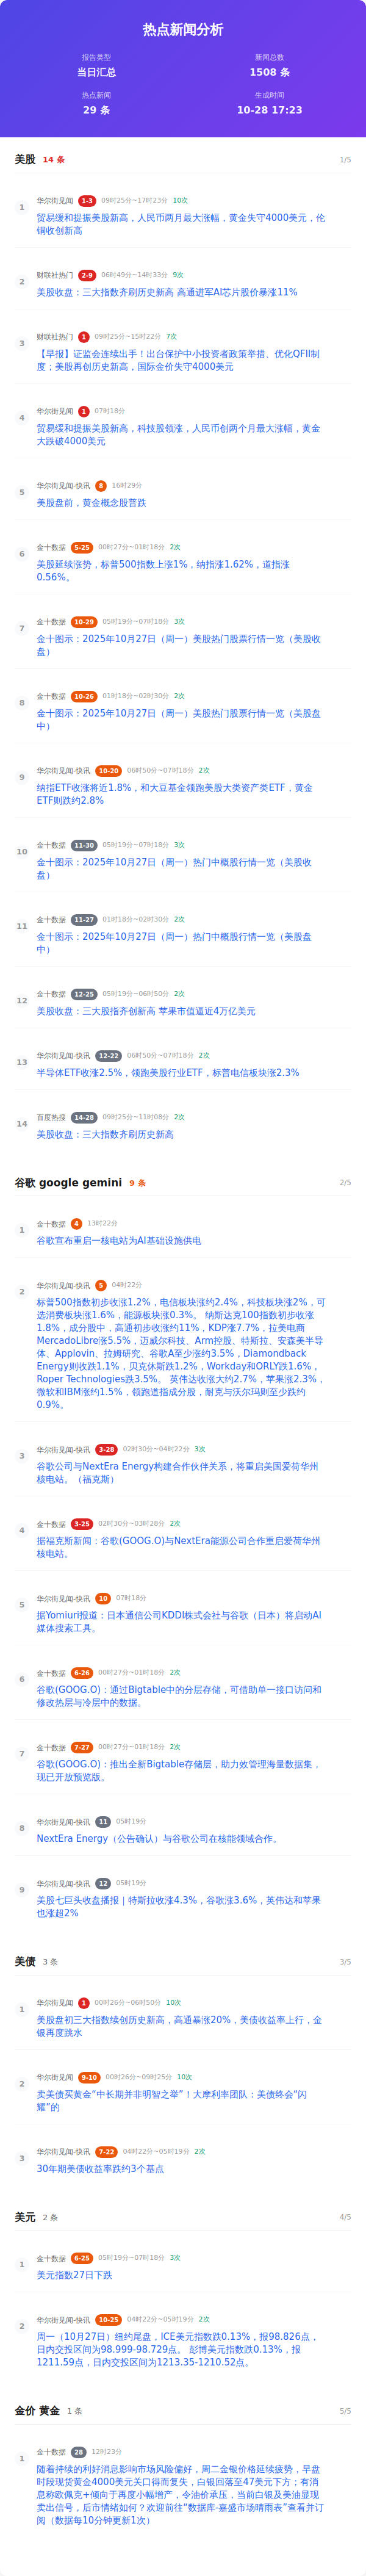 热点新闻分析
报告类型
当日汇总
新闻总数
1508 条
热点新闻
29 条
生成时间
10-28 17:23
美股 14 条 1/5
1 华尔街见闻 1-3 09时25分~17时23分 10次
贸易缓和提振美股新高，人民币两月最大涨幅，黄金失守4000美元，伦
铜收创新高
2 财联社热门 2-9 06时49分~14时33分 9次
美股收盘：三大指数齐刷历史新高 高通进军AI芯片股价暴涨11%
3 财联社热门 1 09时25分~15时22分 7次
【早报】证监会连续出手！出台保护中小投资者政策举措、优化QFII制
度；美股再创历史新高，国际金价失守4000美元
4 华尔街见闻 1 07时18分
贸易缓和提振美股新高，科技股领涨，人民币创两个月最大涨幅，黄金
大跌破4000美元
5 华尔街见闻-快讯 8 16时29分
美股盘前，黄金概念股普跌
6 金十数据 5-25 00时27分~01时18分 2次
美股延续涨势，标普500指数上涨1%，纳指涨1.62%，道指涨
0.56%。
7 金十数据 10-29 05时19分~07时18分 3次
金十图示：2025年10月27日（周一）美股热门股票行情一览（美股收
盘）
8 金十数据 10-26 01时18分~02时30分 2次
金十图示：2025年10月27日（周一）美股热门股票行情一览（美股盘
中）
9 华尔街见闻-快讯 10-20 06时50分~07时18分 2次
纳指ETF收涨将近1.8%，和大豆基金领跑美股大类资产类ETF，黄金
ETF则跌约2.8%
10 金十数据 11-30 05时19分~07时18分 3次
金十图示：2025年10月27日（周一）热门中概股行情一览（美股收
盘）
11 金十数据 11-27 01时18分~02时30分 2次
金十图示：2025年10月27日（周一）热门中概股行情一览（美股盘
中）
12 金十数据 12-25 05时19分~06时50分 2次
美股收盘：三大股指齐创新高 苹果市值逼近4万亿美元
13 华尔街见闻-快讯 12-22 06时50分~07时18分 2次
半导体ETF收涨2.5%，领跑美股行业ETF，标普电信板块涨2.3%
14 百度热搜 14-28 09时25分~11时08分 2次
美股收盘：三大指数齐刷历史新高
谷歌 google gemini 9 条 2/5
1 金十数据 4 13时22分
谷歌宣布重启一核电站为AI基础设施供电
2 华尔街见闻-快讯 5 04时22分
标普500指数初步收涨1.2%，电信板块涨约2.4%，科技板块涨2%，可
选消费板块涨1.6%，能源板块涨0.3%。 纳斯达克100指数初步收涨
1.8%，成分股中，高通初步收涨约11%，KDP涨7.7%，拉美电商
MercadoLibre涨5.5%，迈威尔科技、Arm控股、特斯拉、安森美半导
体、Applovin、拉姆研究、谷歌A至少涨约3.5%，Diamondback
Energy则收跌1.1%，贝克休斯跌1.2%，Workday和ORLY跌1.6%，
Roper Technologies跌3.5%。 英伟达收涨大约2.7%，苹果涨2.3%，
微软和IBM涨约1.5%，领跑道指成分股，耐克与沃尔玛则至少跌约
0.9%。
3 华尔街见闻-快讯 3-28 02时30分~04时22分 3次
谷歌公司与NextEra Energy构建合作伙伴关系，将重启美国爱荷华州
核电站。（福克斯）
4 金十数据 3-25 02时30分~03时28分 2次
据福克斯新闻：谷歌(GOOG.O)与NextEra能源公司合作重启爱荷华州
核电站。
5 华尔街见闻-快讯 10 07时18分
据Yomiuri报道：日本通信公司KDDI株式会社与谷歌（日本）将启动AI
媒体搜索工具。
6 金十数据 6-26 00时27分~01时18分 2次
谷歌(GOOG.O)：通过Bigtable中的分层存储，可借助单一接口访问和
修改热层与冷层中的数据。
7 金十数据 7-27 00时27分~01时18分 2次
谷歌(GOOG.O)：推出全新Bigtable存储层，助力效管理海量数据集，
现已开放预览版。
8 华尔街见闻-快讯 11 05时19分
NextEra Energy（公告确认）与谷歌公司在核能领域合作。
9 华尔街见闻-快讯 12 05时19分
美股七巨头收盘播报｜特斯拉收涨4.3%，谷歌涨3.6%，英伟达和苹果
也涨超2%
美债 3 条 3/5
1 华尔街见闻 1 00时26分~06时50分 10次
美股盘初三大指数续创历史新高，高通暴涨20%，美债收益率上行，金
银再度跳水
2 华尔街见闻 9-10 00时26分~09时25分 10次
卖美债买黄金“中长期并非明智之举”！大摩利率团队：美债终会“闪
耀”的
3 华尔街见闻-快讯 7-22 04时22分~05时19分 2次
30年期美债收益率跌约3个基点
美元 2 条 4/5
1 金十数据 6-25 05时19分~07时18分 3次
美元指数27日下跌
2 华尔街见闻-快讯 10-25 04时22分~05时19分 2次
周一（10月27日）纽约尾盘，ICE美元指数跌0.13%，报98.826点，
日内交投区间为98.999-98.729点。 彭博美元指数跌0.13%，报
1211.59点，日内交投区间为1213.35-1210.52点。
金价 黄金 1 条 5/5
1 金十数据 28 12时23分
随着持续的利好消息影响市场风险偏好，周二金银价格延续疲势，早盘
时段现货黄金4000美元关口得而复失，白银回落至47美元下方；有消
息称欧佩克+倾向于再度小幅增产，令油价承压，当前白银及美油显现
卖出信号，后市情绪如何？欢迎前往“数据库-嘉盛市场晴雨表”查看并订
阅（数据每10分钟更新1次）